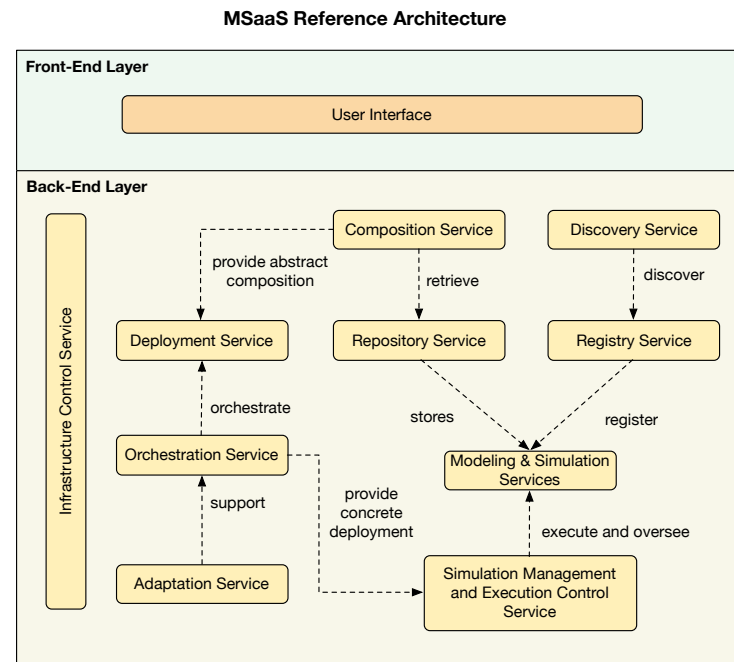 MSaaS Reference Architecture
Front-End Layer
User Interface
Back-End Layer
Infrastructure Control Service
Composition Service
Discovery Service
provide abstract
composition
retrieve
discover
Deployment Service
Repository Service
Registry Service
orchestrate
stores
register
Orchestration Service
Modeling & Simulation
Services
support
provide
concrete
deployment
execute and oversee
Adaptation Service
Simulation Management
and Execution Control
Service